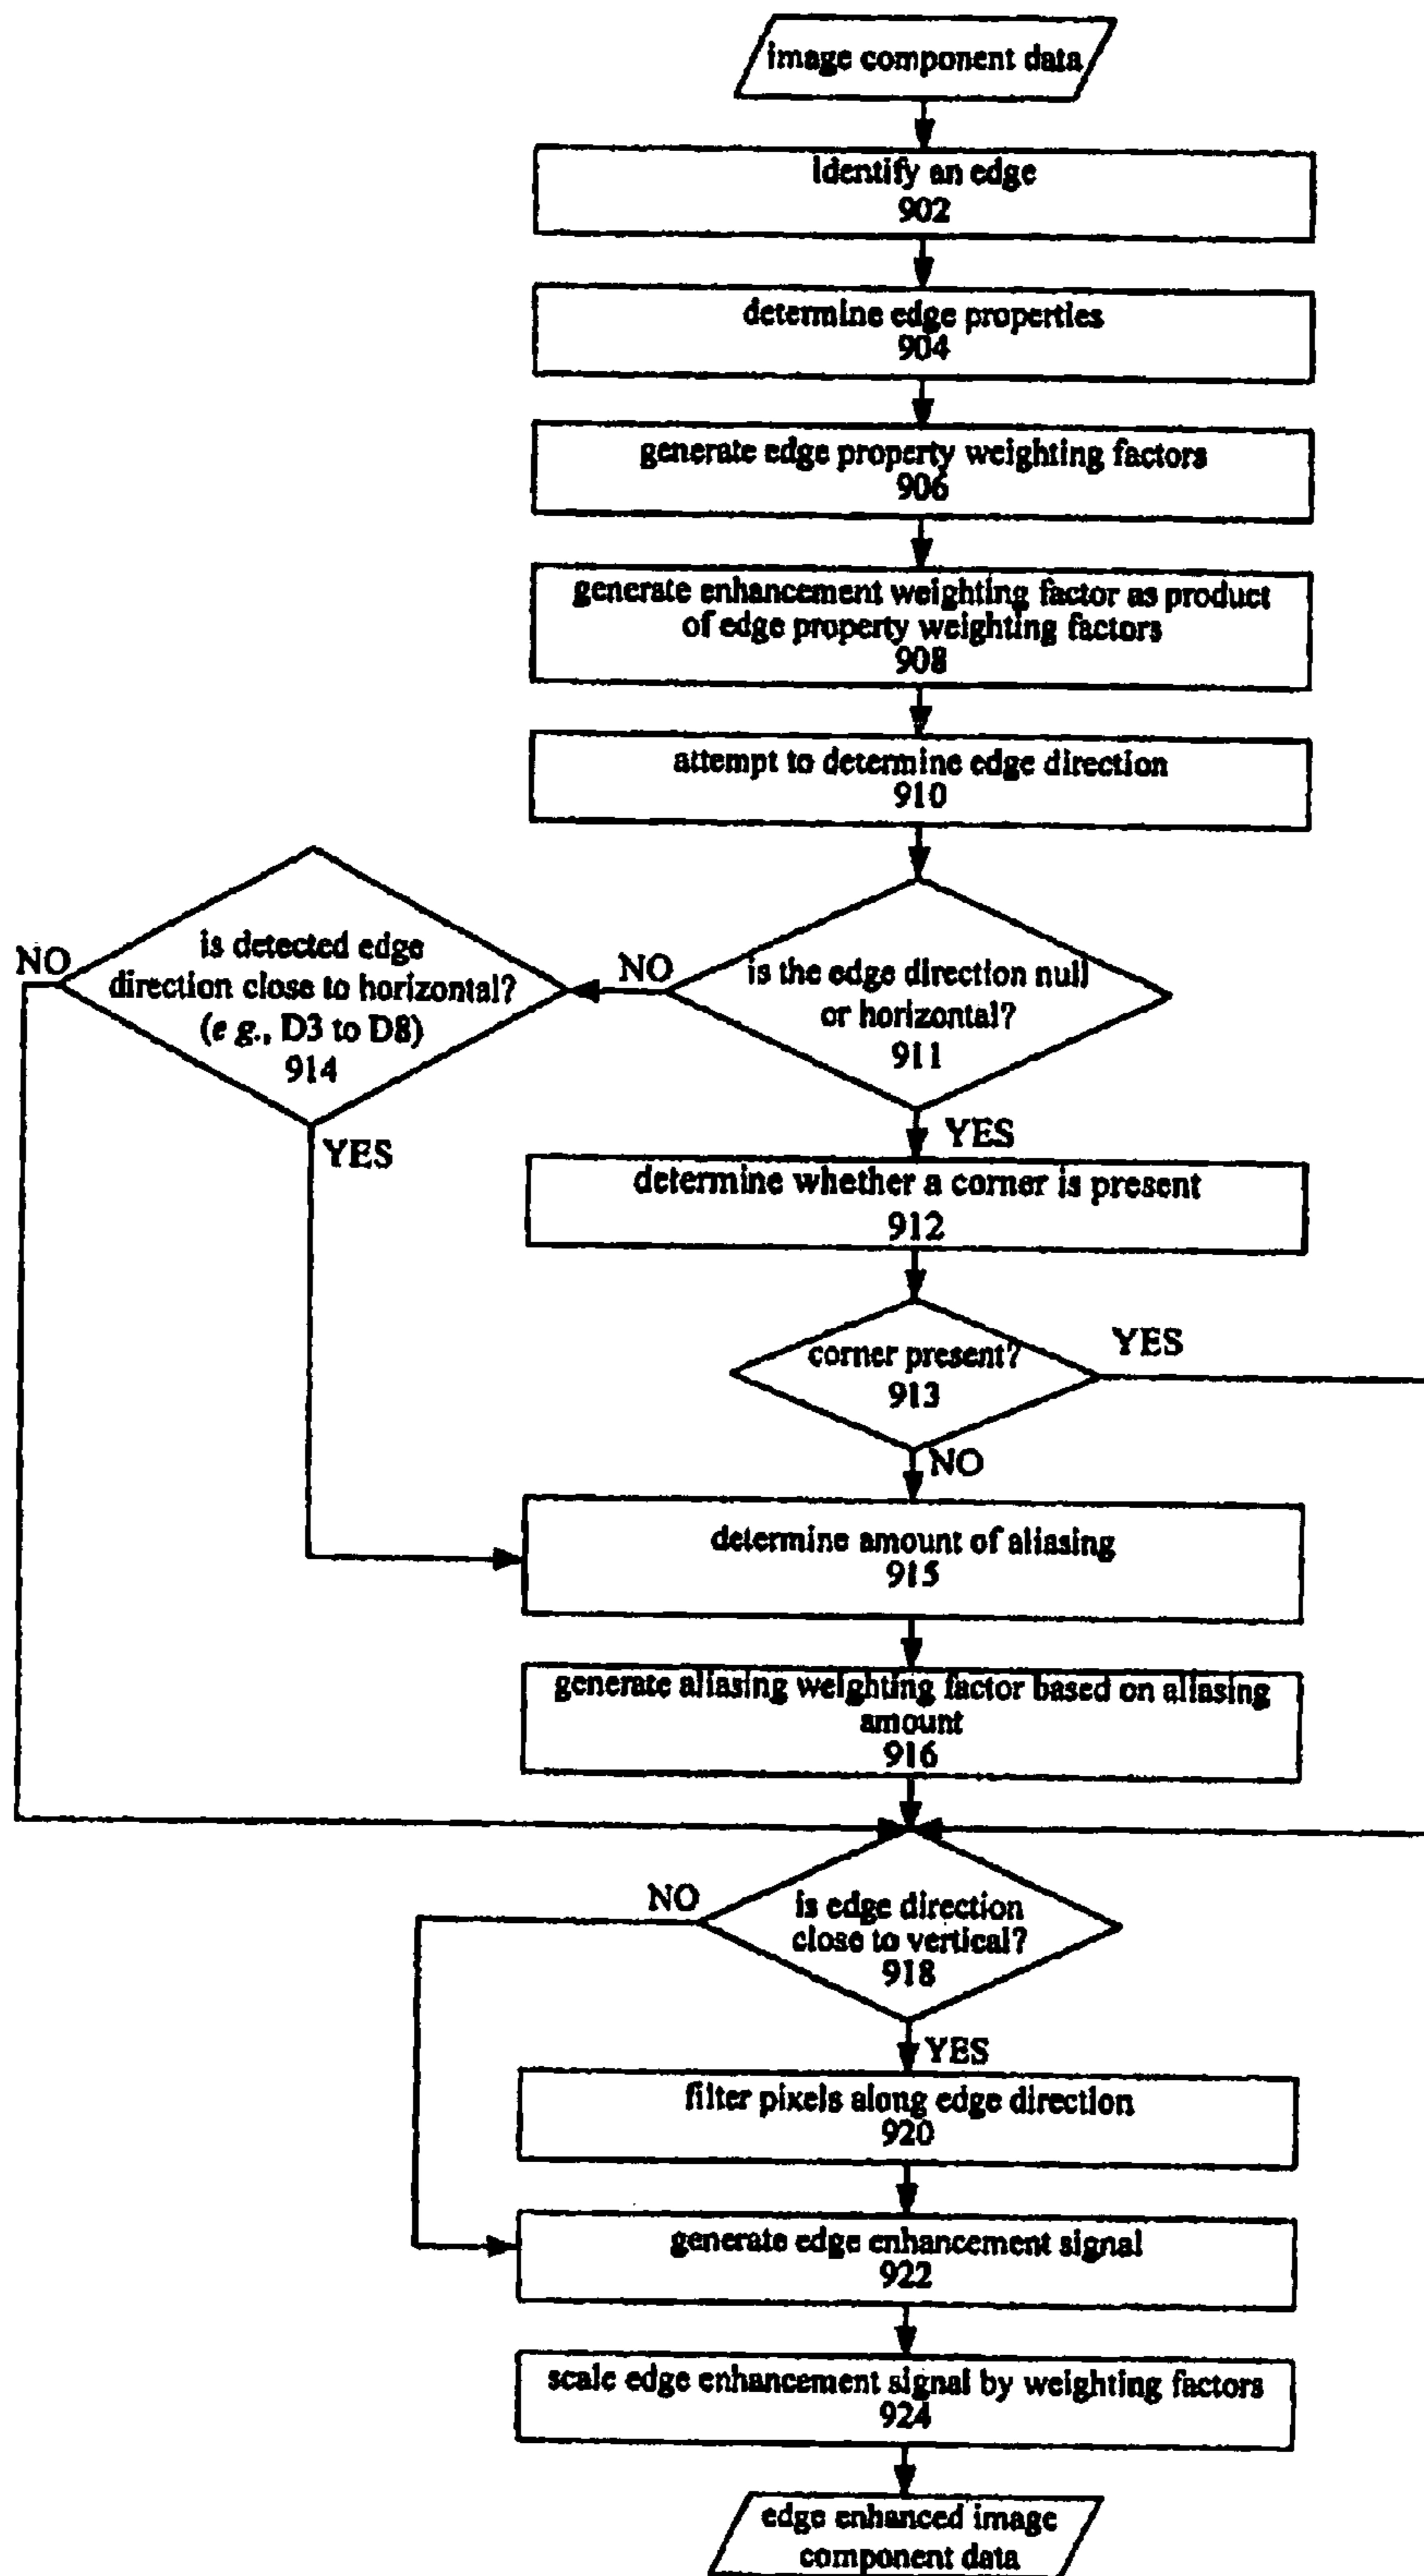 image component data
identify an edge
902
determine edge properties
904
generate edge property weighting factors
906
generate enhancement weighting factor as product
of edge property weighting factors
908
attempt to determine edge direction
910
is the edge direction null
or horizontal?
911
NO
YES
is detected edge
direction close to horizontal?
(e g., D3 to D8)
914
NO
YES
determine whether a corner is present
912
corner present?
913
YES
NO
determine amount of aliasing
915
generate aliasing weighting factor based on aliasing
amount
916
is edge direction
close to vertical?
918
NO
YES
filter pixels along edge direction
920
generate edge enhancement signal
922
scale edge enhancement signal by weighting factors
924
edge enhanced image
component data